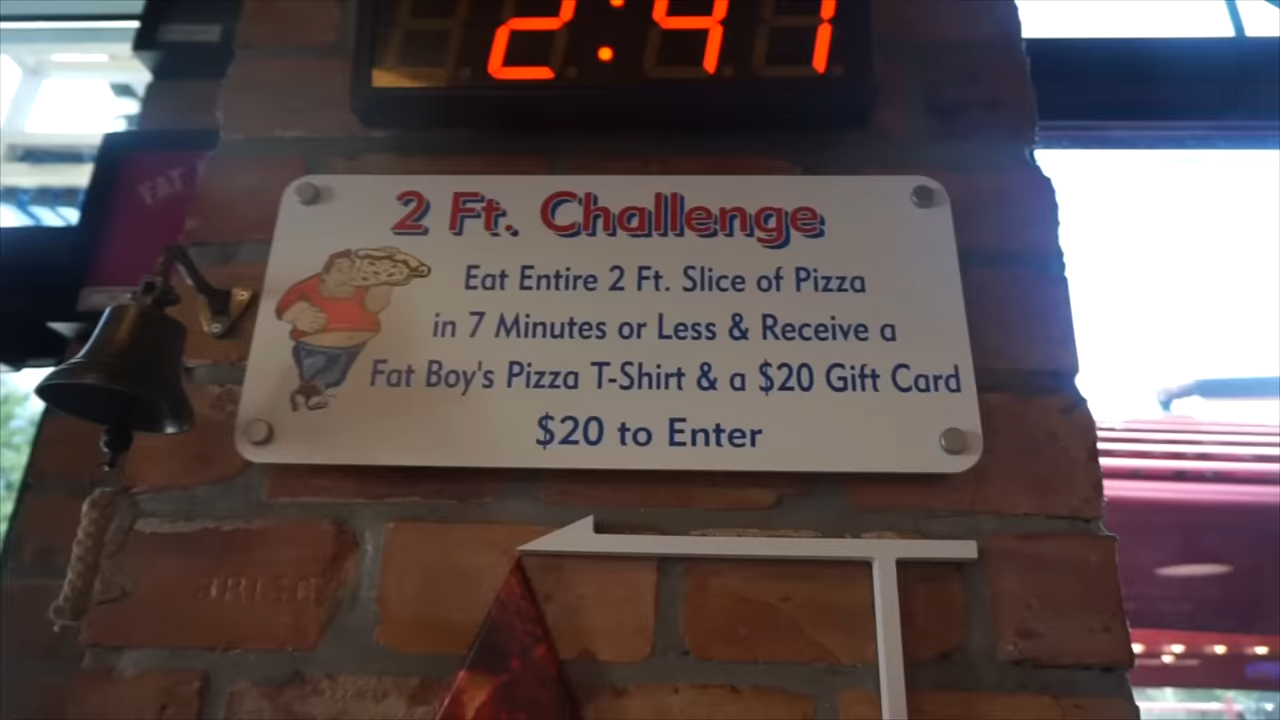 2:41
FAT
2 Ft. Challenge
Eat Entire 2 Ft. Slice of Pizza
in 7 Minutes or Less & Receive a
Fat Boy's Pizza T-Shirt & a $20 Gift Card
$20 to Enter